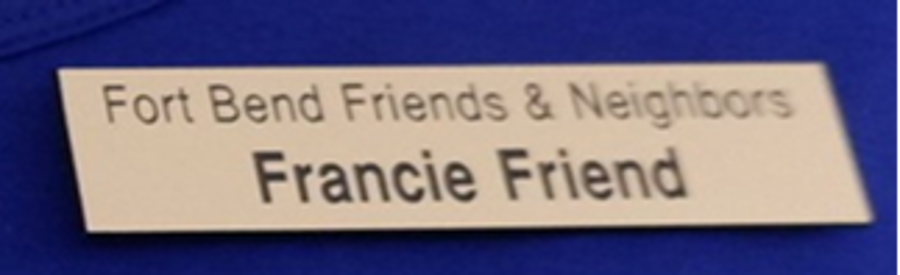 Fort Bend Friends & Neighbors
Francie Friend